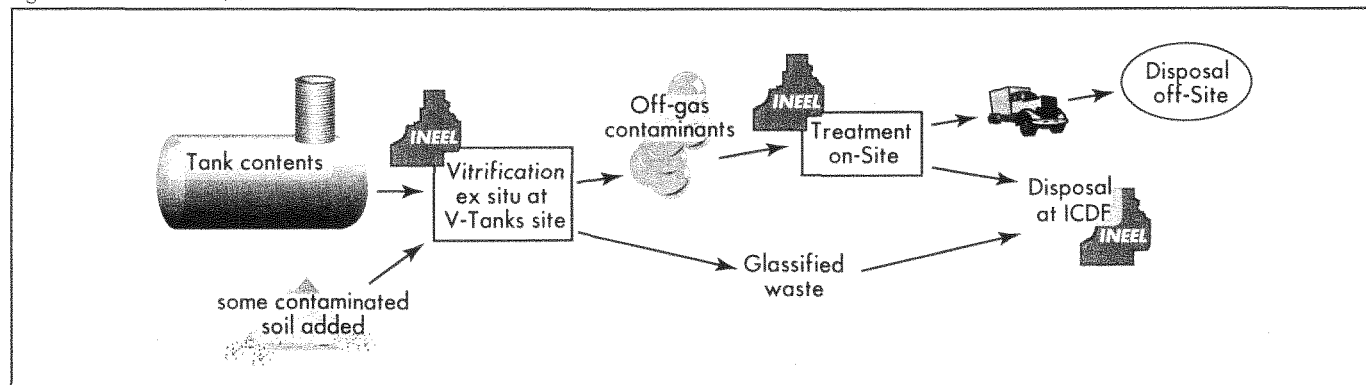 Tank contents
INEEL
Vitrification
ex situ at
V-Tanks site
some contaminated
soil added
Off-gas
contaminants
INEEL
Treatment
on-Site
Disposal
off-Site
Glassified
waste
Disposal
at ICDF
INEEL